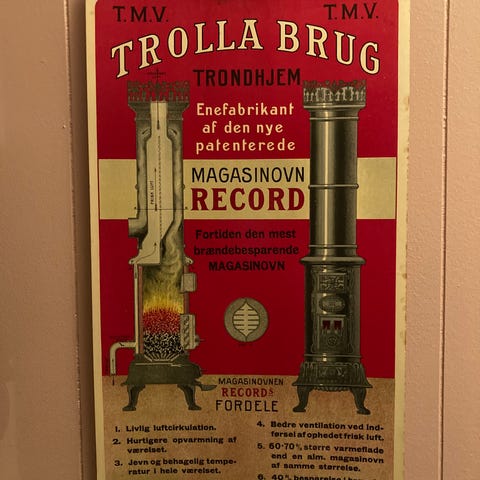 T.M.V. T.M.V.
TROLLA BRUG
TRONDHJEM
Enefabrikant
af den nye
patenterede
MAGASINOVN
RECORD
Fortiden den mest
brændebesparende
MAGASINOVN
FRISK LUFT
MAGASINOVNEN
RECORDS
FORDELE
1. Livlig luftcirkulation.
2. Hurtigere opvarmning af
værelset.
3. Jevn og behagelig tempe-
ratur i hele værelset.
4. Bedre ventilation ved ind-
førsel af ophedet frisk luft.
5. 60-70% større varmeflade
end en alm. magasinovn
af samme størrelse.
6. 40% besparelse i